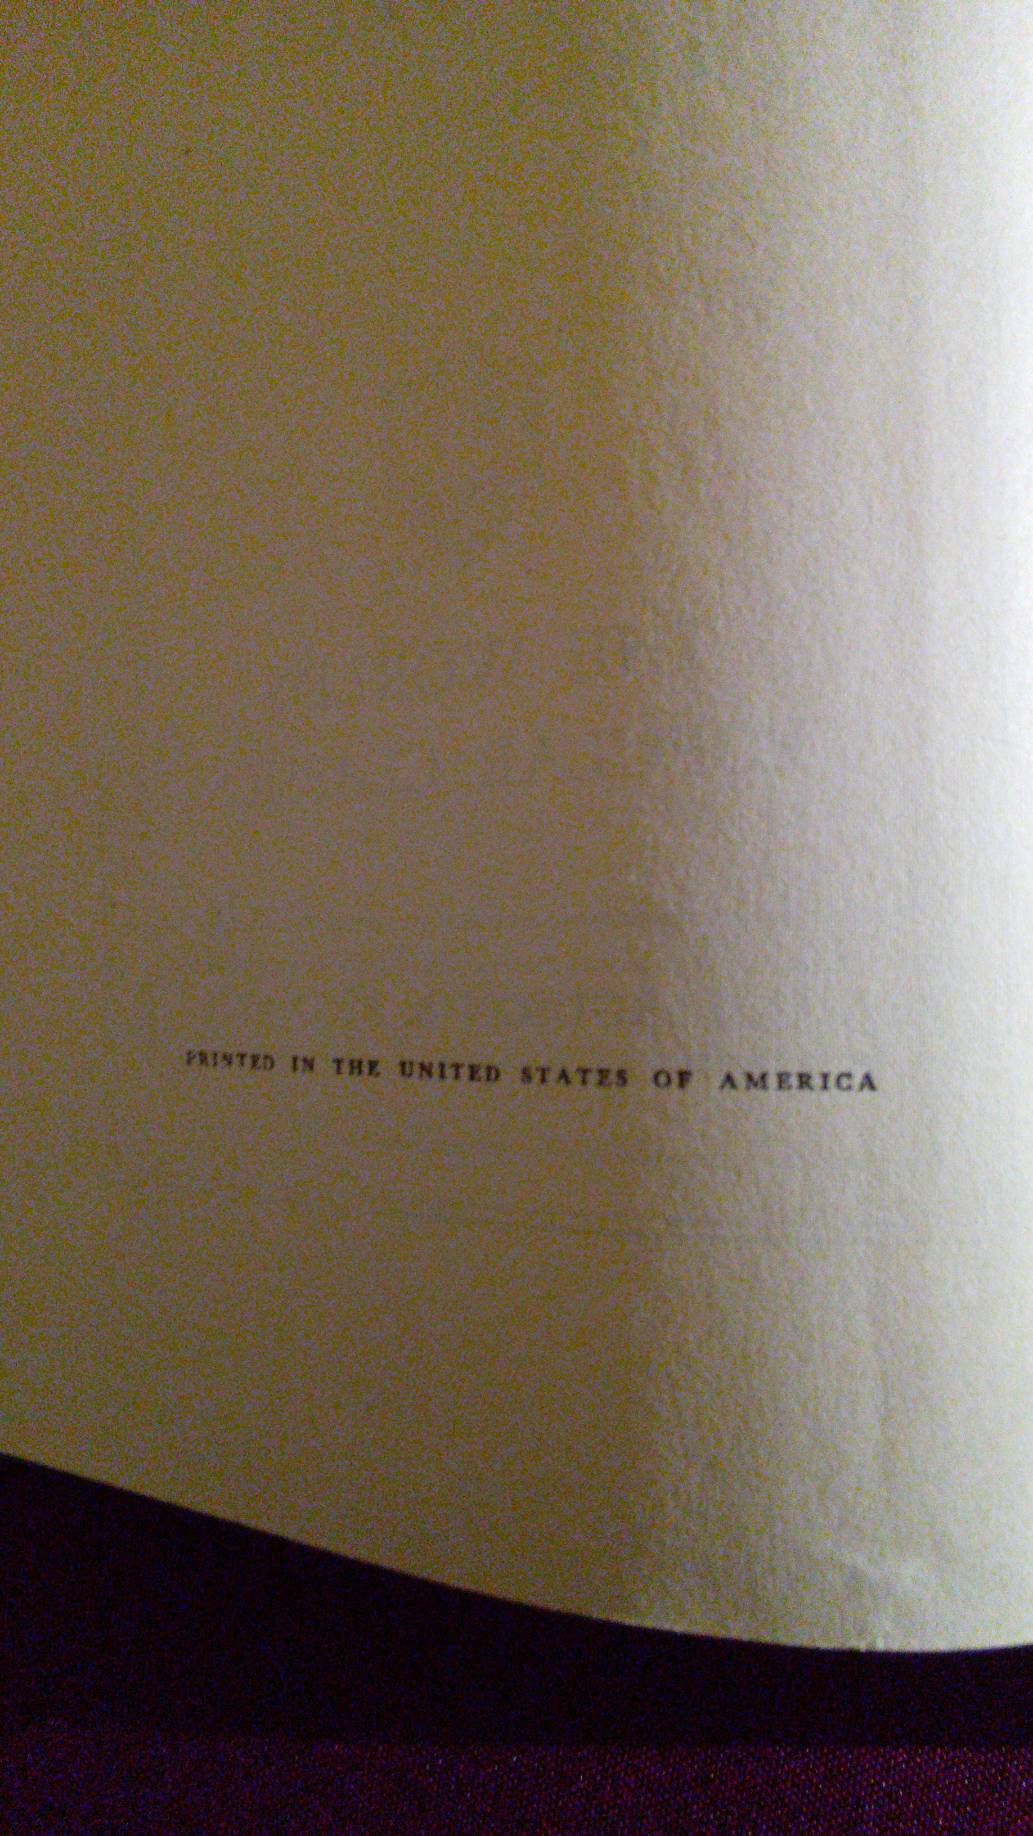 PRINTED IN THE UNITED STATES OF AMERICA